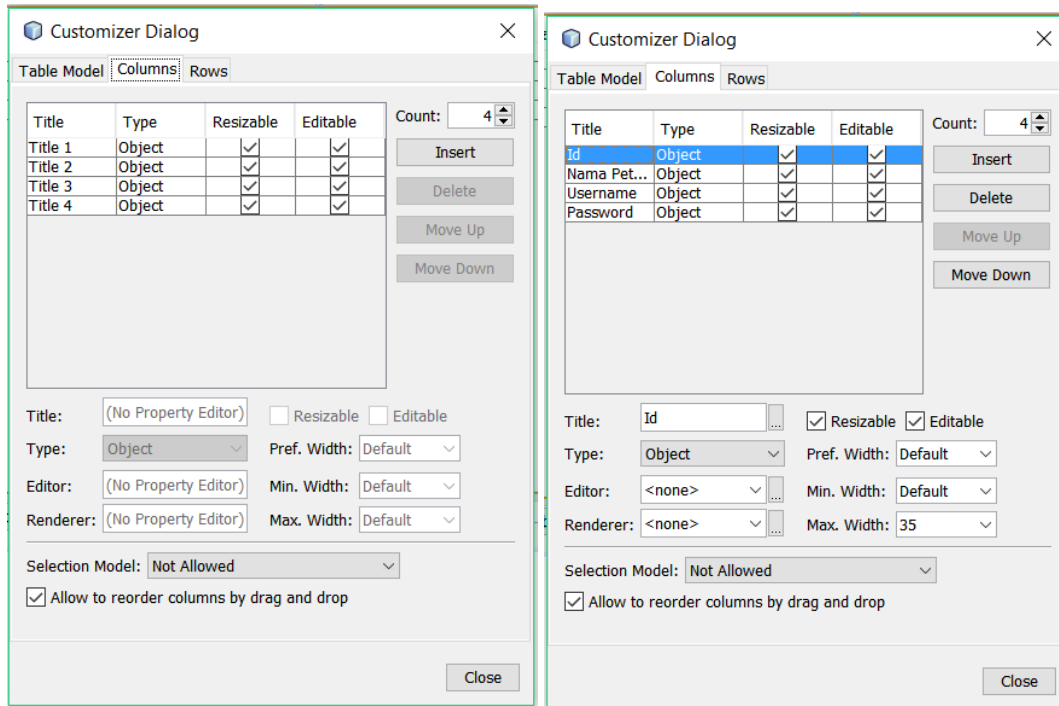 Customizer Dialog
Table Model Columns Rows
Title Type Resizable Editable
Title 1 Object
Title 2 Object
Title 3 Object
Title 4 Object
Count: 4
Insert
Delete
Move Up
Move Down
Title: (No Property Editor) Resizable Editable
Type: Object Pref. Width: Default
Editor: (No Property Editor) Min. Width: Default
Renderer: (No Property Editor) Max. Width: Default
Selection Model: Not Allowed
Allow to reorder columns by drag and drop
Close
Customizer Dialog
Table Model Columns Rows
Title Type Resizable Editable
Id Object
Nama Pet... Object
Username Object
Password Object
Count: 4
Insert
Delete
Move Up
Move Down
Title: Id ... Resizable Editable
Type: Object Pref. Width: Default
Editor: <none> ... Min. Width: Default
Renderer: <none> ... Max. Width: 35
Selection Model: Not Allowed
Allow to reorder columns by drag and drop
Close